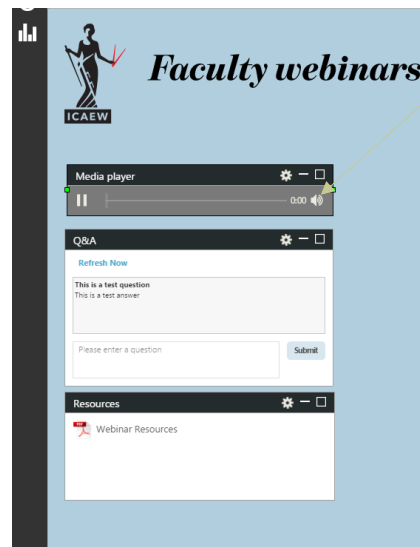 Faculty webinars
ICAEW
Media player
0:00
Q&A
Refresh Now
This is a test question
This is a test answer
Please enter a question
Submit
Resources
PDF
Webinar Resources